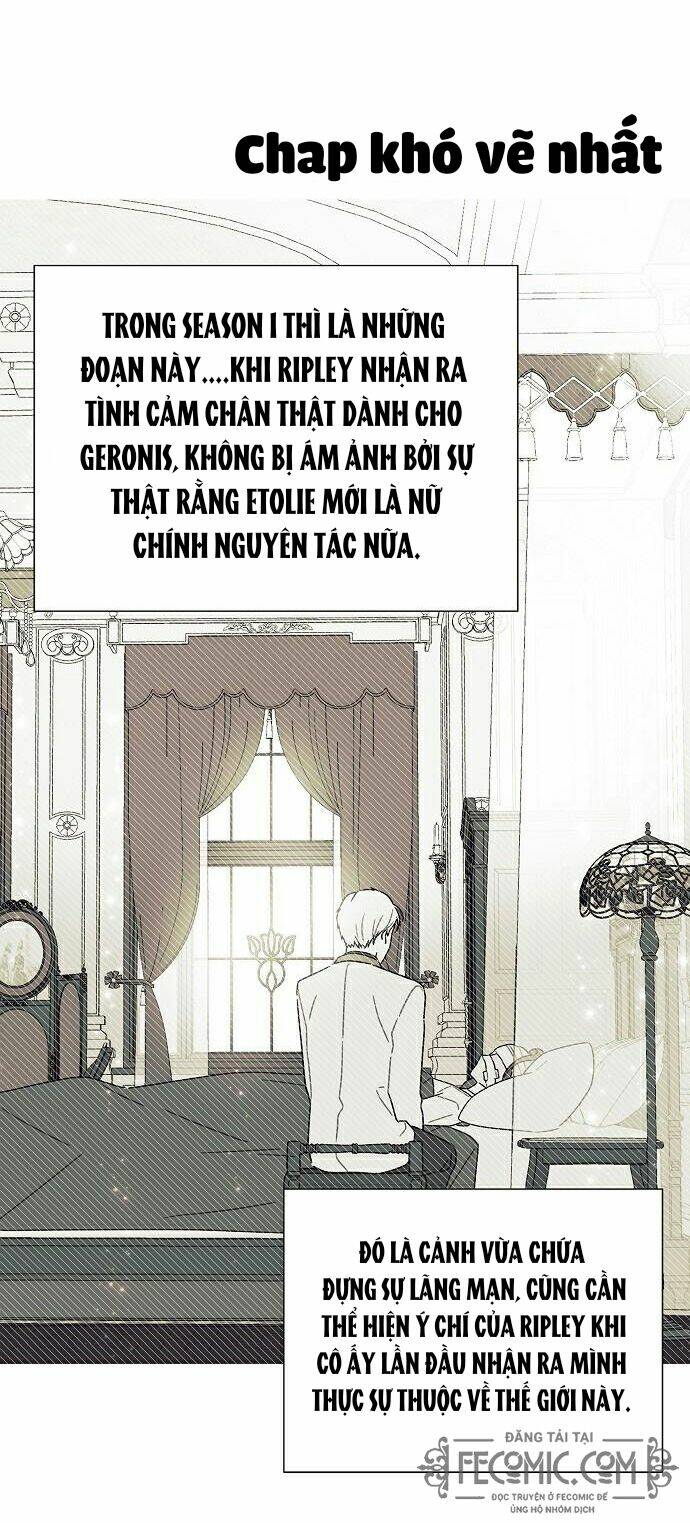 Chap khó vẽ nhất
TRONG SEASON 1 THÌ LÀ NHỮNG
ĐOẠN NÀY....KHI RIPLEY NHẬN RA
TÌNH CẢM CHÂN THẬT DÀNH CHO
GERONIS, KHÔNG BỊ ÁM ẢNH BỞI SỰ
THẬT RẰNG ETOLIE MỚI LÀ NỮ
CHÍNH NGUYÊN TÁC NỮA.
ĐÓ LÀ CẢNH VỪA CHỨA
ĐỰNG SỰ LÃNG MẠN, CŨNG CẦN
THỂ HIỆN Ý CHÍ CỦA RIPLEY KHI
CÔ ẤY LẦN ĐẦU NHẬN RA MÌNH
THỰC SỰ THUỘC VỀ THẾ GIỚI NÀY.
ĐĂNG TẢI TẠI
FECOMIC.COM
ĐỌC TRUYỆN Ở FECOMIC ĐỂ
ỦNG HỘ NHÓM DỊCH